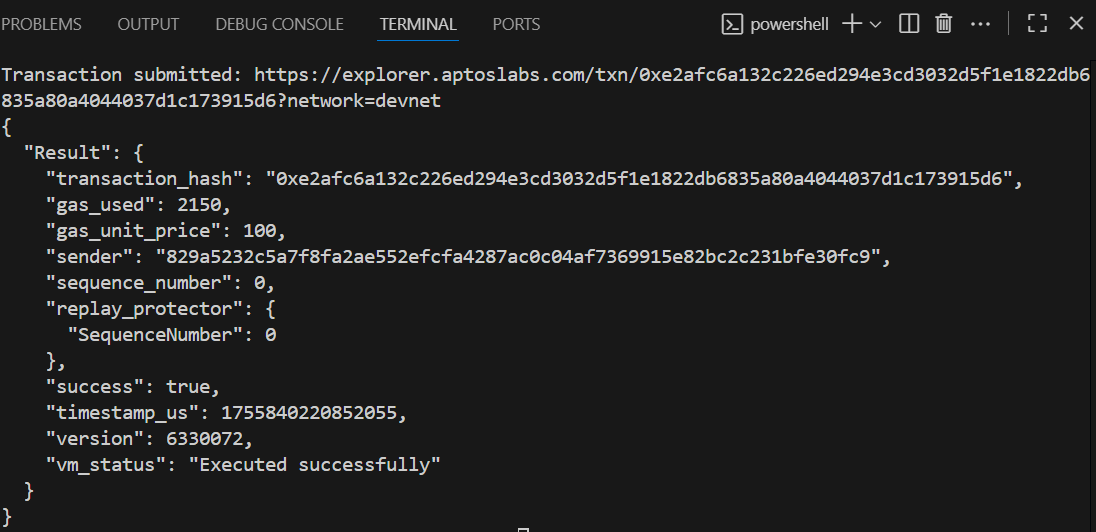 PROBLEMS OUTPUT DEBUG CONSOLE TERMINAL PORTS powershell
Transaction submitted: https://explorer.aptoslabs.com/txn/0xe2afc6a132c226ed294e3cd3032d5f1e1822db6
835a80a4044037d1c173915d6?network=devnet
{
  "Result": {
    "transaction_hash": "0xe2afc6a132c226ed294e3cd3032d5f1e1822db6835a80a4044037d1c173915d6",
    "gas_used": 2150,
    "gas_unit_price": 100,
    "sender": "829a5232c5a7f8fa2ae552efcfa4287ac0c04af7369915e82bc2c231bfe30fc9",
    "sequence_number": 0,
    "replay_protector": {
      "SequenceNumber": 0
    },
    "success": true,
    "timestamp_us": 1755840220852055,
    "version": 6330072,
    "vm_status": "Executed successfully"
  }
}